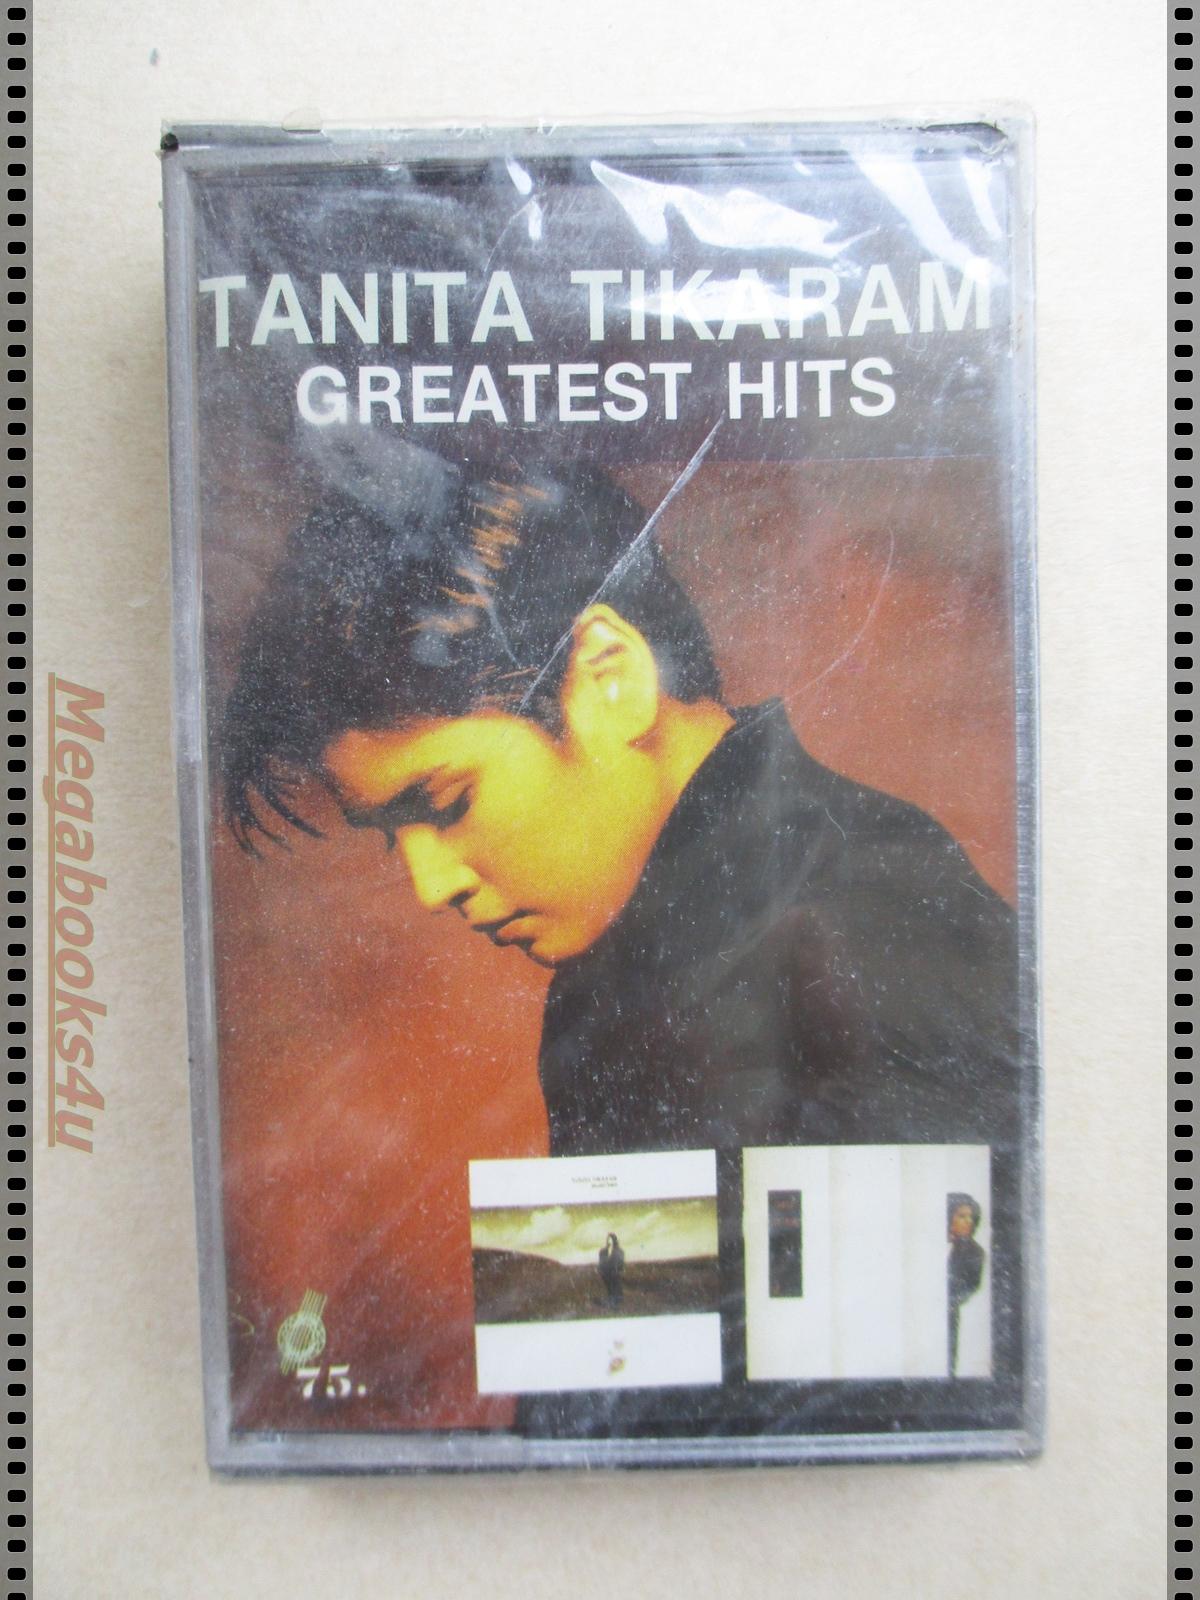 TANITA TIKARAM
GREATEST HITS
75.
Megabooks4u